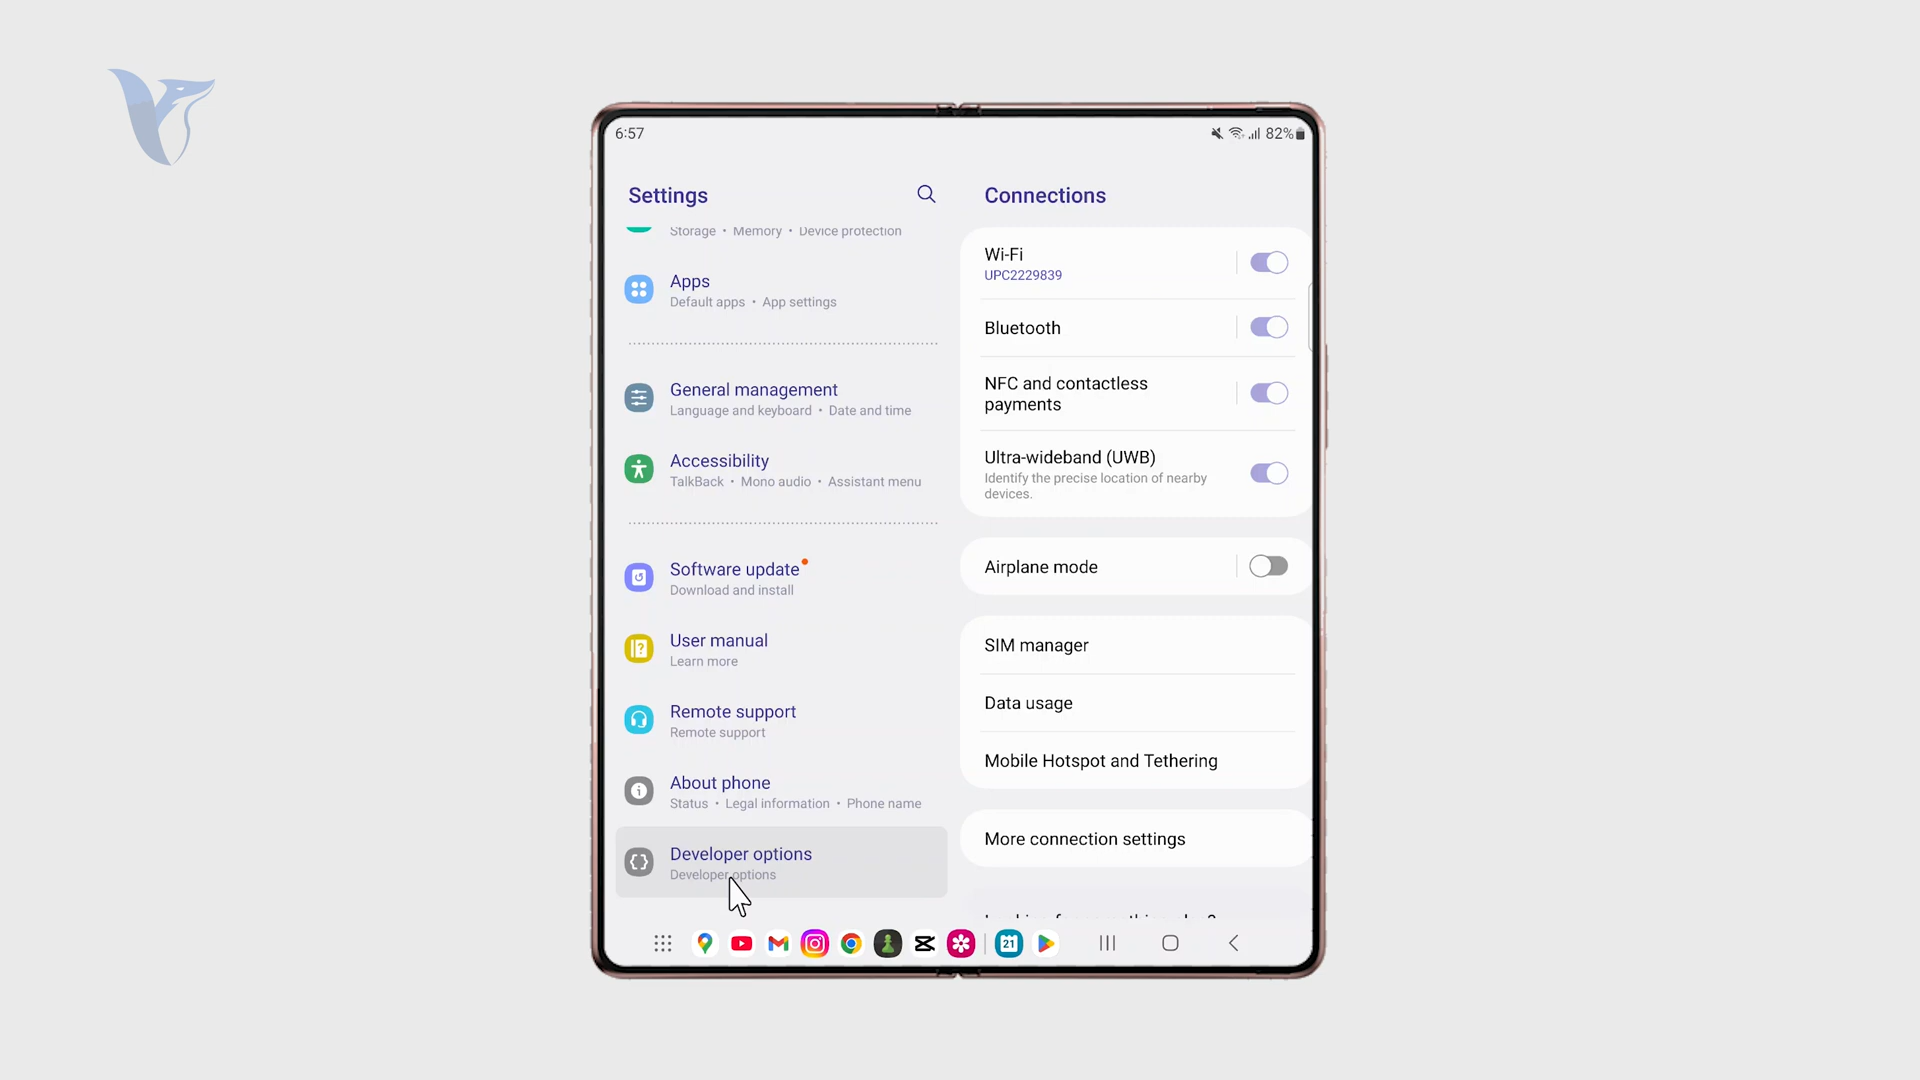 6:57
82%
Settings
Storage • Memory • Device protection
Apps
Default apps • App settings
General management
Language and keyboard • Date and time
Accessibility
TalkBack • Mono audio • Assistant menu
Software update
Download and install
User manual
Learn more
Remote support
Remote support
About phone
Status • Legal information • Phone name
Developer options
Developer options
Connections
Wi-Fi
UPC2229839
Bluetooth
NFC and contactless
payments
Ultra-wideband (UWB)
Identify the precise location of nearby
devices.
Airplane mode
SIM manager
Data usage
Mobile Hotspot and Tethering
More connection settings
21